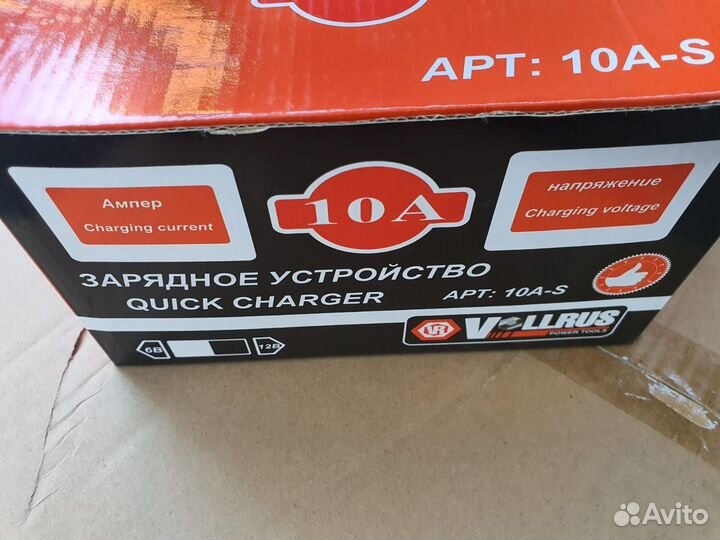 АРТ: 10A-S
Ампер
Charging current
10A
напряжение
Charging voltage
ЗАРЯДНОЕ УСТРОЙСТВО
QUICK CHARGER АРТ: 10A-S
VR VOLLRUS
POWER TOOLS
6В 12В
Avito